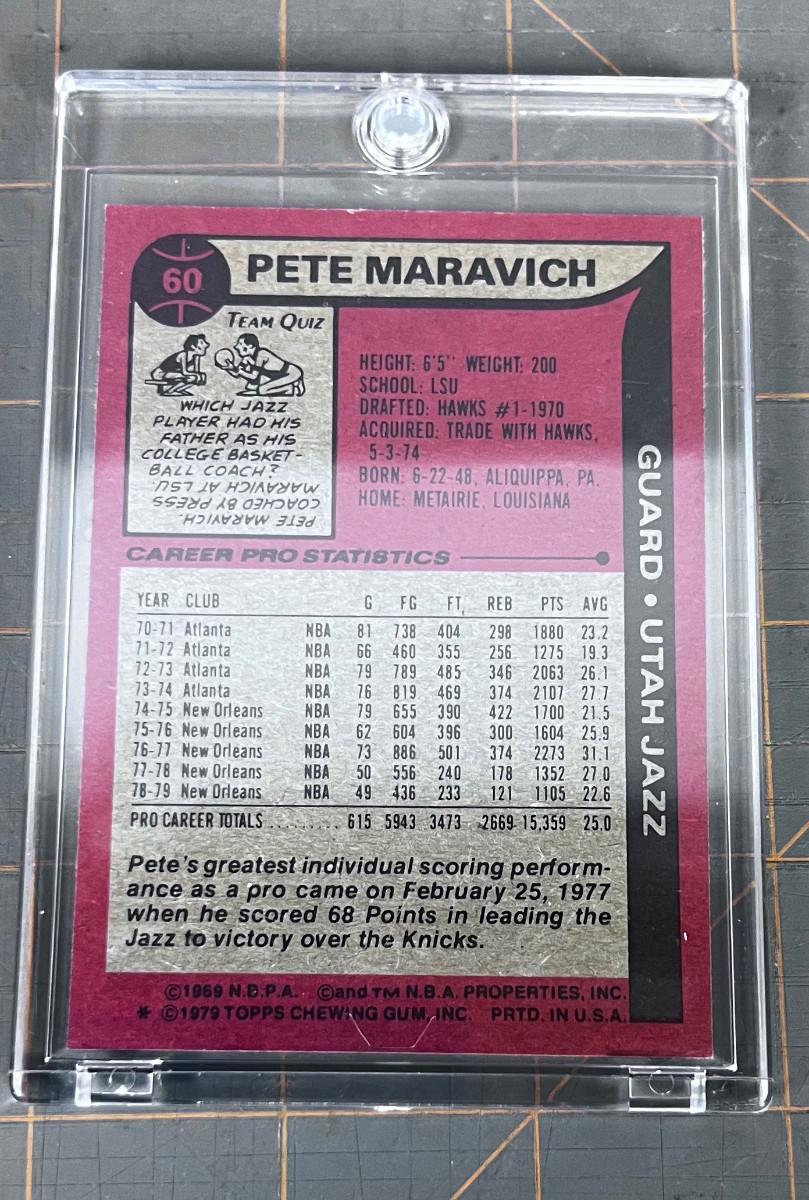 60
PETE MARAVICH
TEAM QUIZ
WHICH JAZZ
PLAYER HAD HIS
FATHER AS HIS
COLLEGE BASKET-
BALL COACH?
PETE MARAVICH.
COACHED BY PRESS
MARAVICH AT LSU
HEIGHT: 6'5" WEIGHT: 200
SCHOOL: LSU
DRAFTED: HAWKS #1-1970
ACQUIRED: TRADE WITH HAWKS,
5-3-74
BORN: 6-22-48, ALIQUIPPA, PA.
HOME: METAIRIE, LOUISIANA
GUARD • UTAH JAZZ
CAREER PRO STATISTICS
YEAR CLUB G FG FT, REB PTS AVG
70-71 Atlanta NBA 81 738 404 298 1880 23.2
71-72 Atlanta NBA 66 460 355 256 1275 19.3
72-73 Atlanta NBA 79 789 485 346 2063 26.1
73-74 Atlanta NBA 76 819 469 374 2107 27.7
74-75 New Orleans NBA 79 655 390 422 1700 21.5
75-76 New Orleans NBA 62 604 396 300 1604 25.9
76-77 New Orleans NBA 73 886 501 374 2273 31.1
77-78 New Orleans NBA 50 556 240 178 1352 27.0
78-79 New Orleans NBA 49 436 233 121 1105 22.6
PRO CAREER TOTALS ......... 615 5943 3473 2669 15,359 25.0
Pete's greatest individual scoring perform-
ance as a pro came on February 25, 1977
when he scored 68 Points in leading the
Jazz to victory over the Knicks.
©1969 N.B.P.A. ©and TM N.B.A. PROPERTIES, INC.
* ©1979 TOPPS CHEWING GUM, INC. PRTD. IN U.S.A.